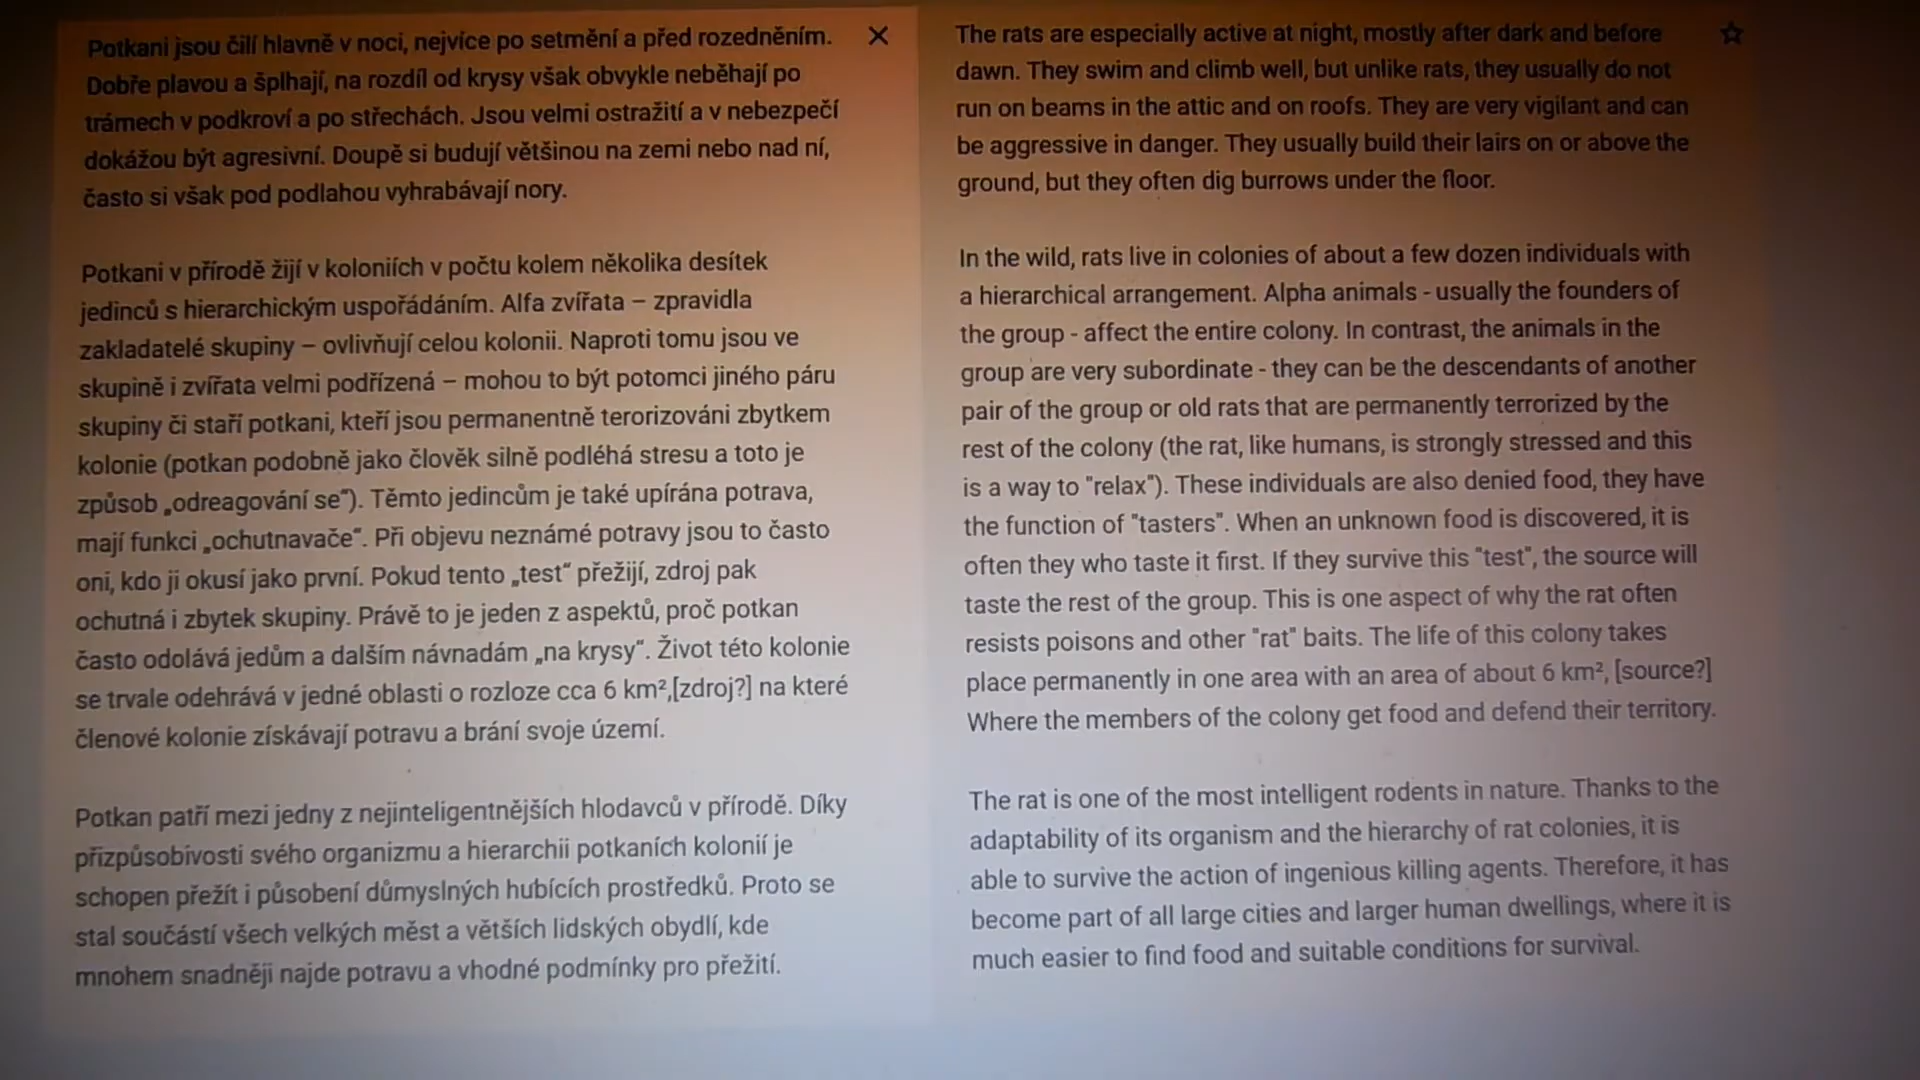 Potkani jsou čilí hlavně v noci, nejvíce po setmění a před rozedněním.
Dobře plavou a šplhají, na rozdíl od krysy však obvykle neběhají po
trámech v podkroví a po střechách. Jsou velmi ostražití a v nebezpečí
dokážou být agresivní. Doupě si budují většinou na zemi nebo nad ní,
často si však pod podlahou vyhrabávají nory.
Potkani v přírodě žijí v koloniích v počtu kolem několika desítek
jedinců s hierarchickým uspořádáním. Alfa zvířata – zpravidla
zakladatelé skupiny – ovlivňují celou kolonii. Naproti tomu jsou ve
skupině i zvířata velmi podřízená – mohou to být potomci jiného páru
skupiny či staří potkani, kteří jsou permanentně terorizováni zbytkem
kolonie (potkan podobně jako člověk silně podléhá stresu a toto je
způsob „odreagování se“). Těmto jedincům je také upírána potrava,
mají funkci „ochutnavače“. Při objevu neznámé potravy jsou to často
oni, kdo ji okusí jako první. Pokud tento „test“ přežijí, zdroj pak
ochutná i zbytek skupiny. Právě to je jeden z aspektů, proč potkan
často odolává jedům a dalším návnadám „na krysy“. Život této kolonie
se trvale odehrává v jedné oblasti o rozloze cca 6 km²,[zdroj?] na které
členové kolonie získávají potravu a brání svoje území.
Potkan patří mezi jedny z nejinteligentnějších hlodavců v přírodě. Díky
přizpůsobivosti svého organizmu a hierarchii potkaních kolonií je
schopen přežít i působení důmyslných hubících prostředků. Proto se
stal součástí všech velkých měst a větších lidských obydlí, kde
mnohem snadněji najde potravu a vhodné podmínky pro přežití.
The rats are especially active at night, mostly after dark and before
dawn. They swim and climb well, but unlike rats, they usually do not
run on beams in the attic and on roofs. They are very vigilant and can
be aggressive in danger. They usually build their lairs on or above the
ground, but they often dig burrows under the floor.
In the wild, rats live in colonies of about a few dozen individuals with
a hierarchical arrangement. Alpha animals - usually the founders of
the group - affect the entire colony. In contrast, the animals in the
group are very subordinate - they can be the descendants of another
pair of the group or old rats that are permanently terrorized by the
rest of the colony (the rat, like humans, is strongly stressed and this
is a way to "relax"). These individuals are also denied food, they have
the function of "tasters". When an unknown food is discovered, it is
often they who taste it first. If they survive this "test", the source will
taste the rest of the group. This is one aspect of why the rat often
resists poisons and other "rat" baits. The life of this colony takes
place permanently in one area with an area of about 6 km², [source?]
Where the members of the colony get food and defend their territory.
The rat is one of the most intelligent rodents in nature. Thanks to the
adaptability of its organism and the hierarchy of rat colonies, it is
able to survive the action of ingenious killing agents. Therefore, it has
become part of all large cities and larger human dwellings, where it is
much easier to find food and suitable conditions for survival.